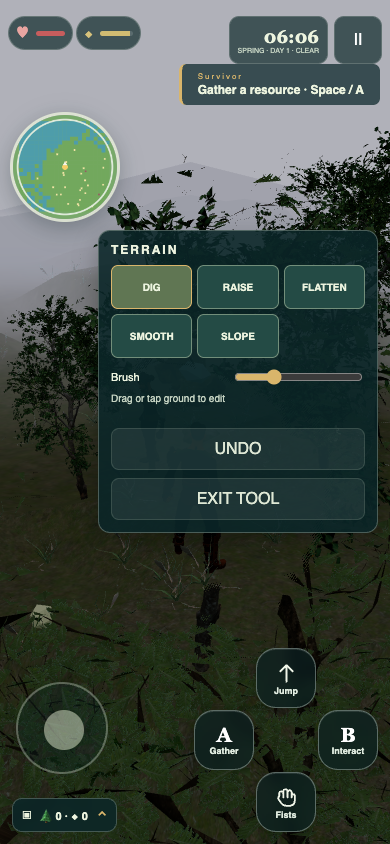 06:06
SPRING · DAY 1 · CLEAR
Survivor
Gather a resource · Space / A
TERRAIN
DIG
RAISE
FLATTEN
SMOOTH
SLOPE
Brush
Drag or tap ground to edit
UNDO
EXIT TOOL
Jump
A
Gather
B
Interact
Fists
0 · ◆ 0